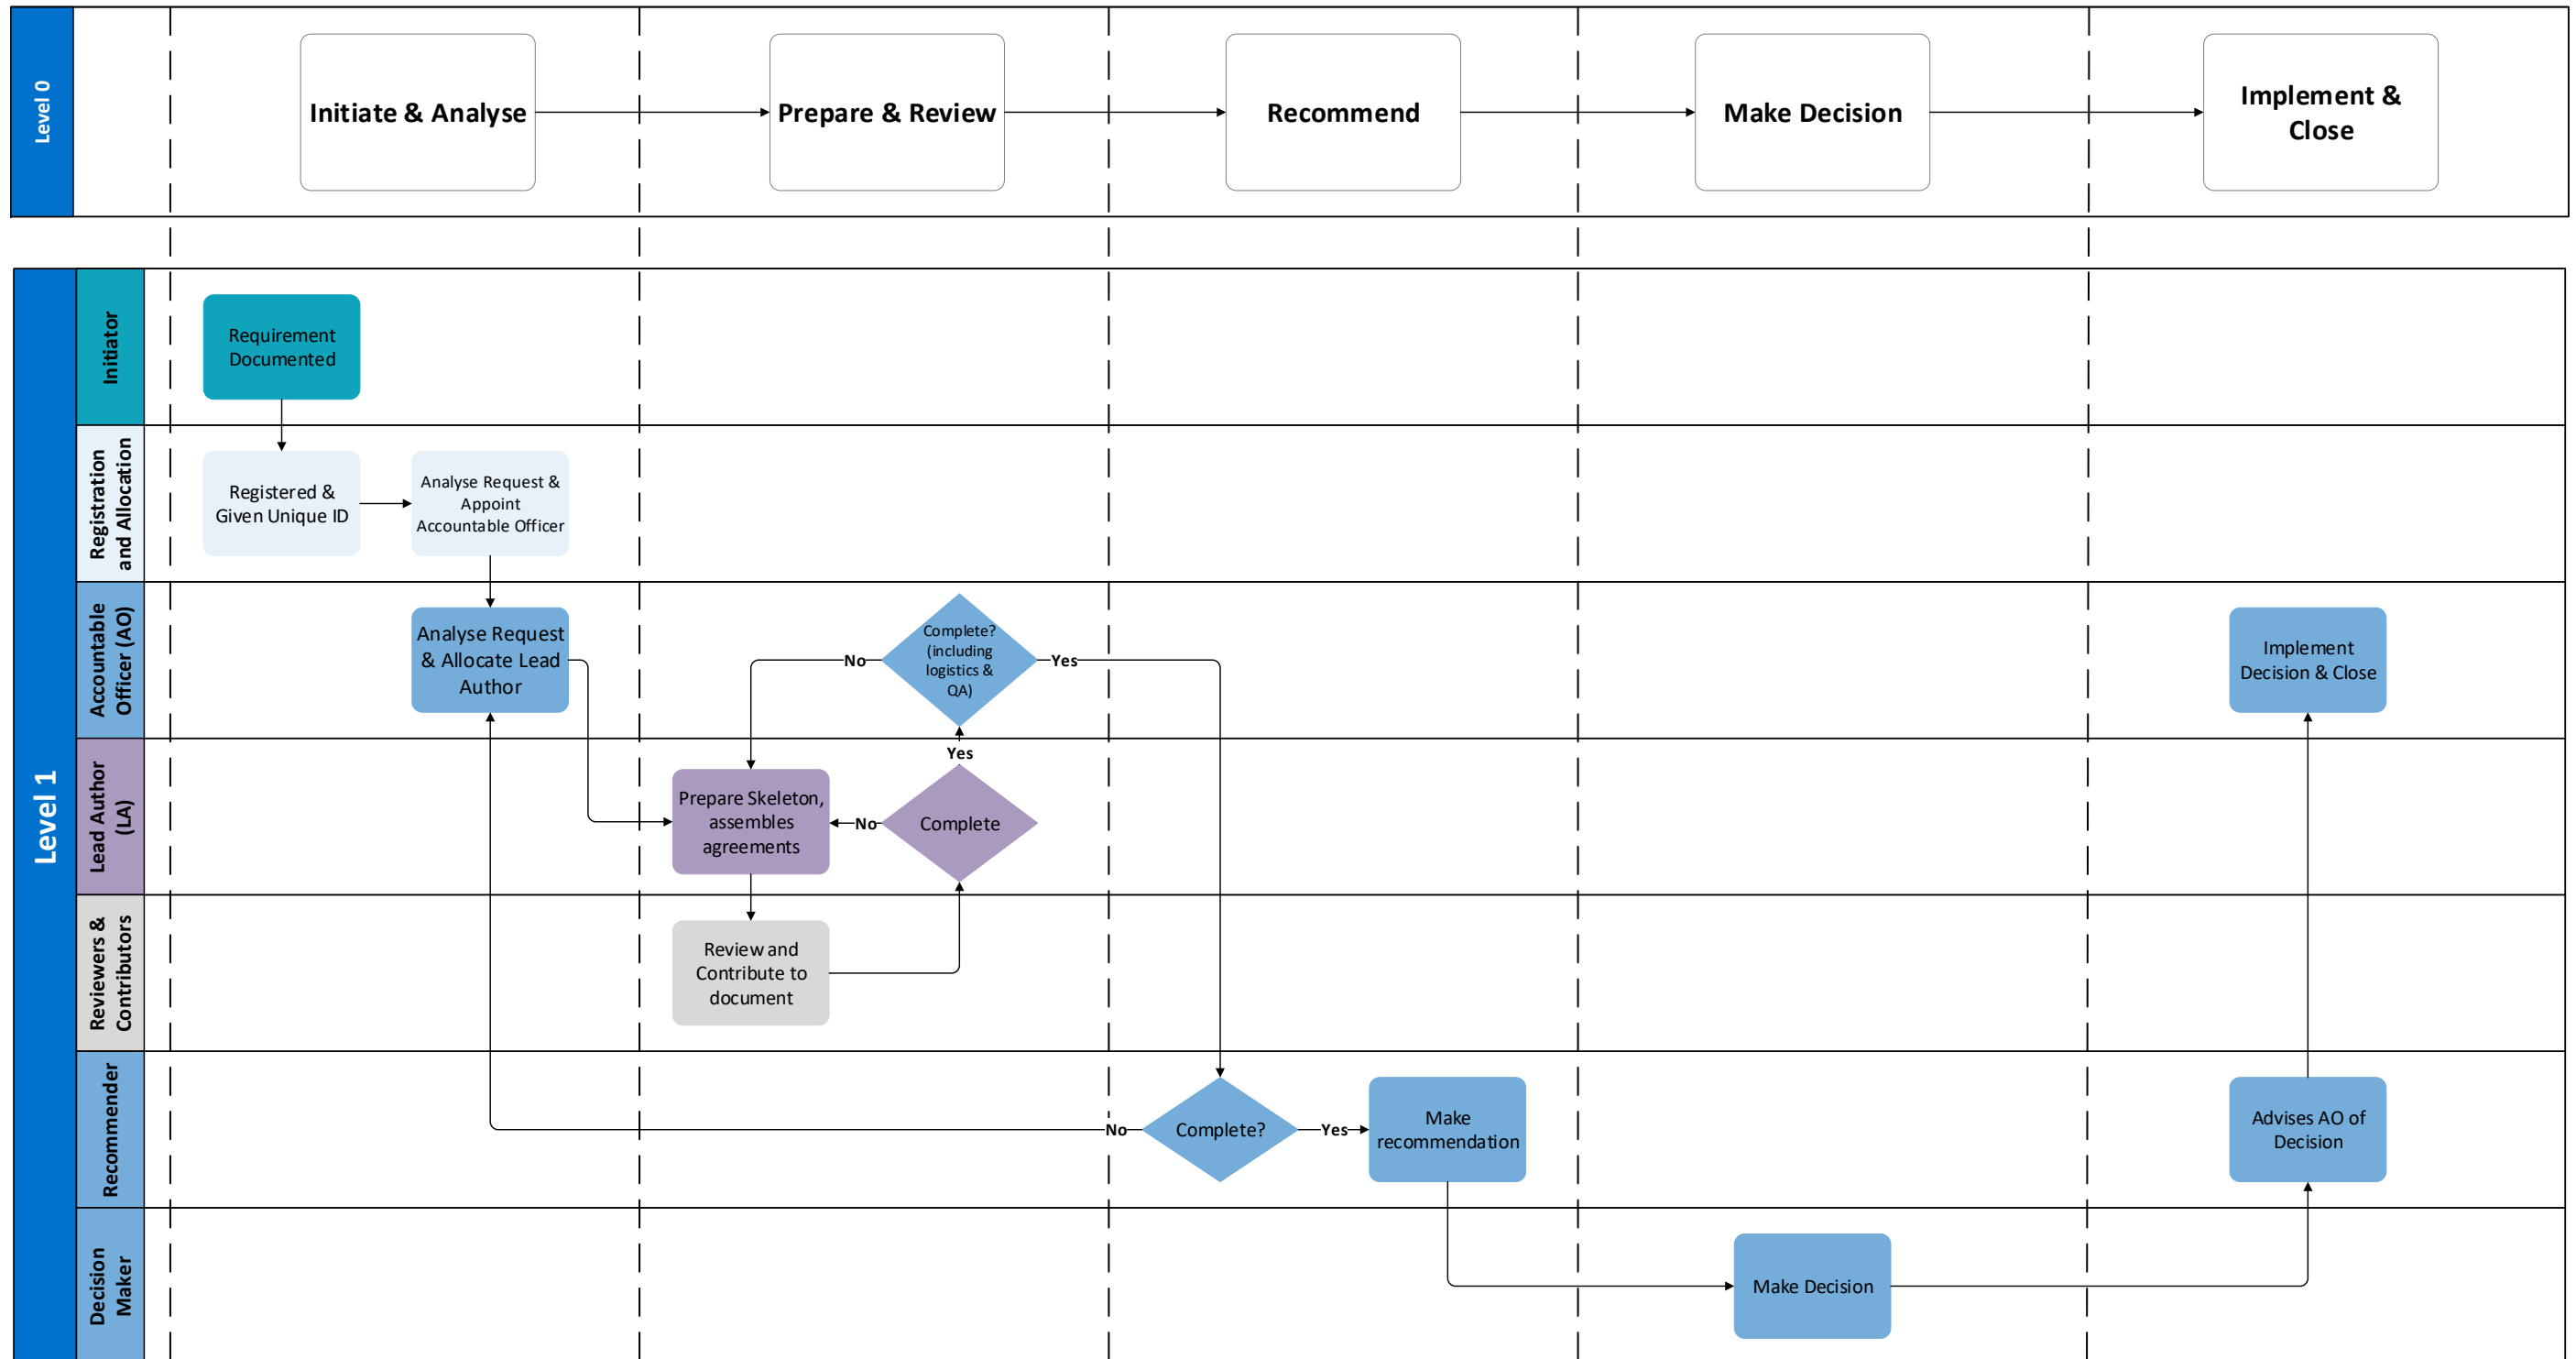 Level 0
Initiate & Analyse
Prepare & Review
Recommend
Make Decision
Implement &
Close
Level 1
Initiator
Requirement
Documented
Registration
and Allocation
Registered &
Given Unique ID
Analyse Request &
Appoint
Accountable Officer
Accountable
Officer (AO)
Analyse Request
& Allocate Lead
Author
No
Complete?
(including
logistics &
QA)
Yes
Implement
Decision & Close
Lead Author
(LA)
Yes
Prepare Skeleton,
assembles
agreements
No
Complete
Reviewers &
Contributors
Review and
Contribute to
document
Recommender
No
Complete?
Yes
Make
recommendation
Advises AO of
Decision
Decision
Maker
Make Decision